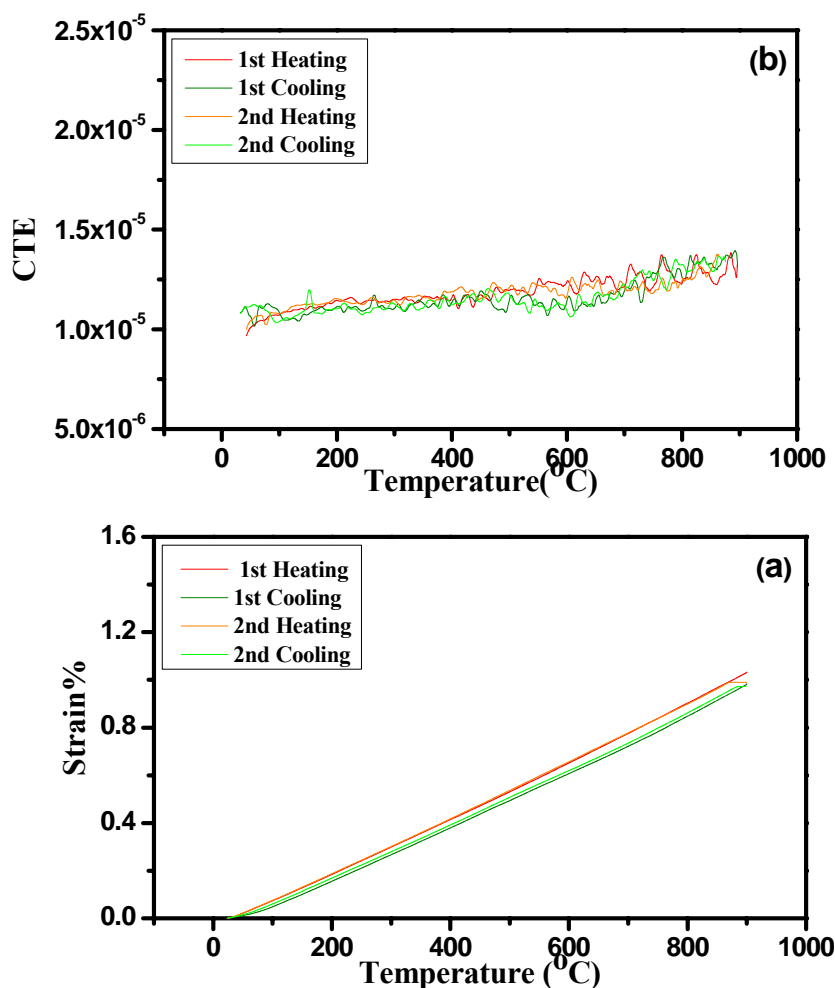 2.5x10⁻⁵
2.0x10⁻⁵
1.5x10⁻⁵
1.0x10⁻⁵
5.0x10⁻⁶
CTE
1st Heating
1st Cooling
2nd Heating
2nd Cooling
(b)
0 200 400 600 800 1000
Temperature(°C)
1.6
1.2
0.8
0.4
0.0
Strain%
1st Heating
1st Cooling
2nd Heating
2nd Cooling
(a)
0 200 400 600 800 1000
Temperature (°C)